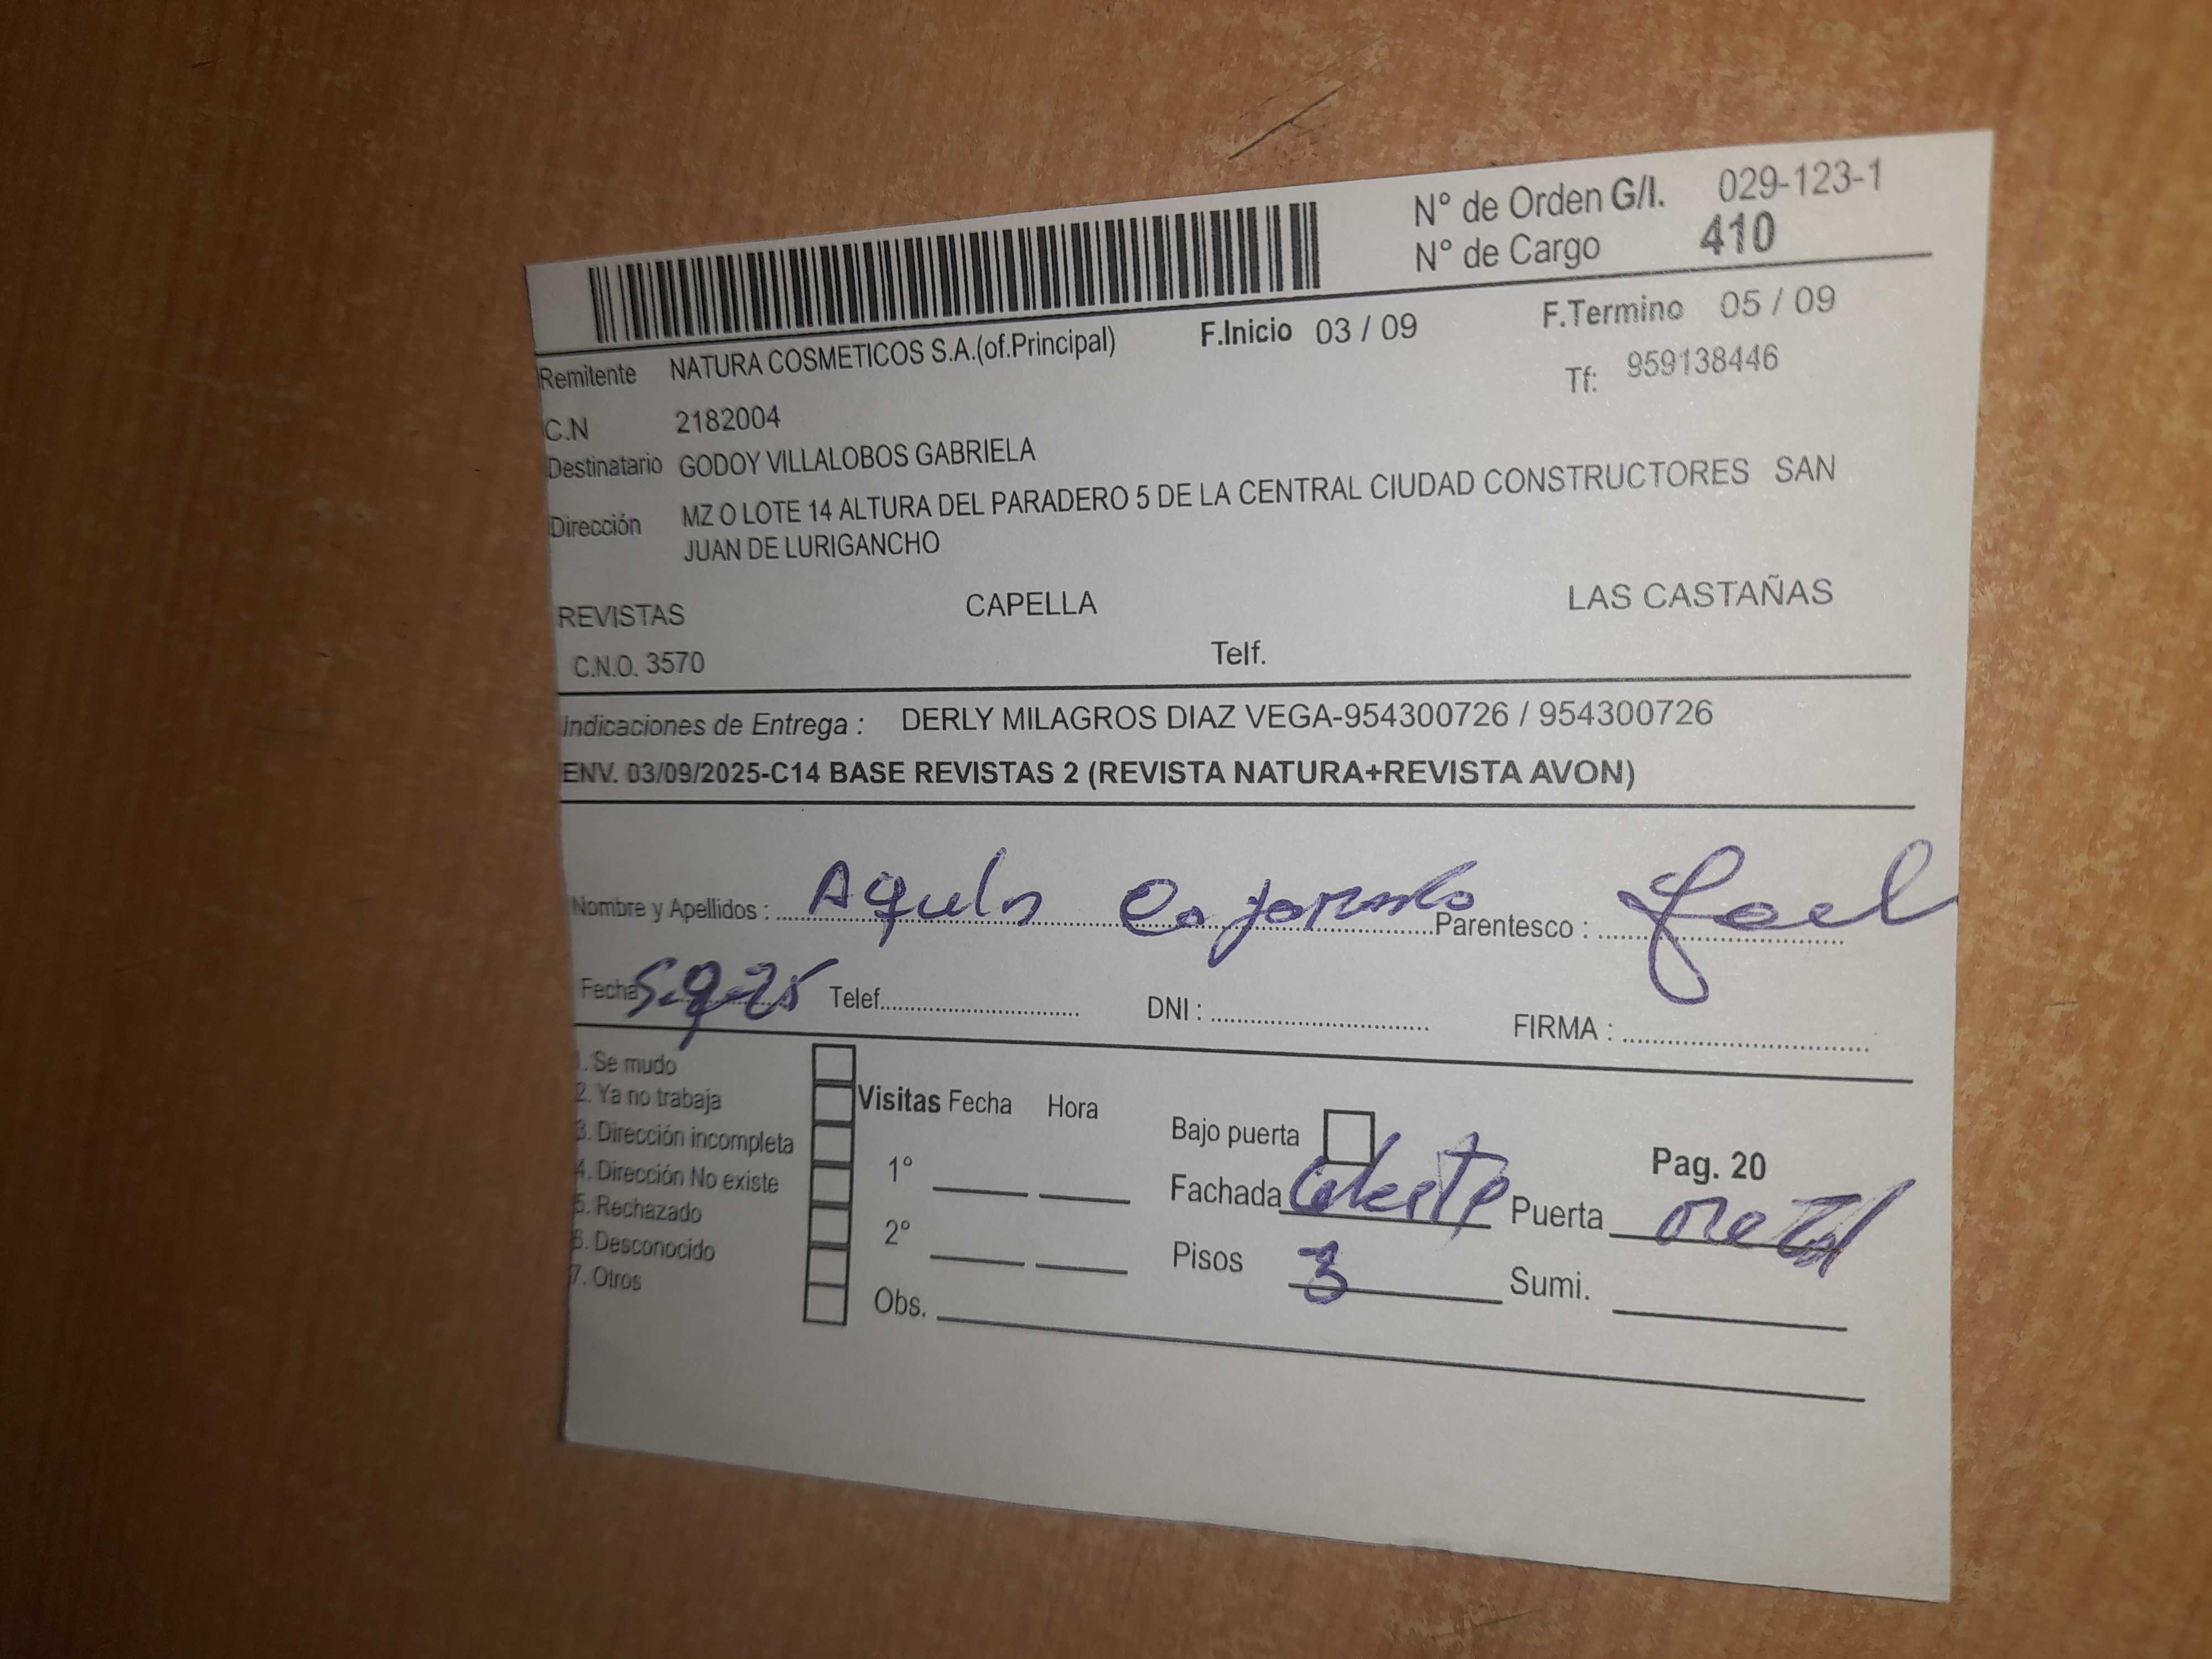 N° de Orden G/I. 029-123-1
N° de Cargo 410
Remitente NATURA COSMETICOS S.A.(of.Principal) F.Inicio 03 / 09 F.Termino 05 / 09
C.N 2182004 Tf: 959138446
Destinatario GODOY VILLALOBOS GABRIELA
Dirección MZ O LOTE 14 ALTURA DEL PARADERO 5 DE LA CENTRAL CIUDAD CONSTRUCTORES SAN
JUAN DE LURIGANCHO
REVISTAS CAPELLA LAS CASTAÑAS
C.N.O. 3570 Telf.
Indicaciones de Entrega : DERLY MILAGROS DIAZ VEGA-954300726 / 954300726
ENV. 03/09/2025-C14 BASE REVISTAS 2 (REVISTA NATURA+REVISTA AVON)
Nombre y Apellidos : Parentesco :
Fecha 5-9-25 Telef. DNI : FIRMA :
1. Se mudo
2. Ya no trabaja Visitas Fecha Hora
3. Dirección incompleta Bajo puerta
4. Dirección No existe 1° Fachada Celeste Pag. 20
5. Rechazado 2° Puerta metal
6. Desconocido Pisos 3 Sumi.
7. Otros Obs.